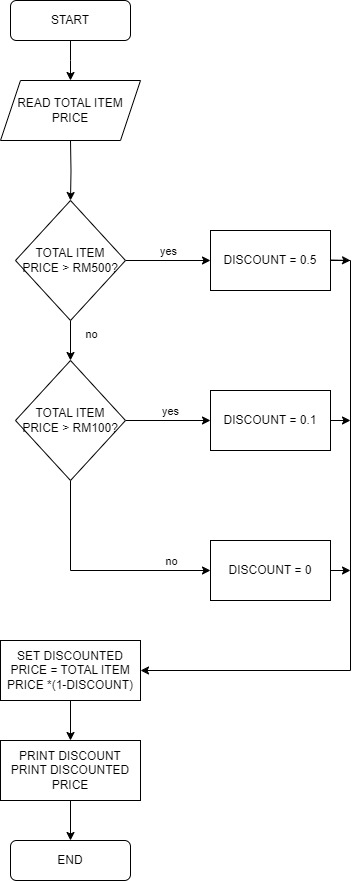 START
READ TOTAL ITEM
PRICE
TOTAL ITEM
PRICE > RM500?
yes
DISCOUNT = 0.5
no
TOTAL ITEM
PRICE > RM100?
yes
DISCOUNT = 0.1
no
DISCOUNT = 0
SET DISCOUNTED
PRICE = TOTAL ITEM
PRICE *(1-DISCOUNT)
PRINT DISCOUNT
PRINT DISCOUNTED
PRICE
END